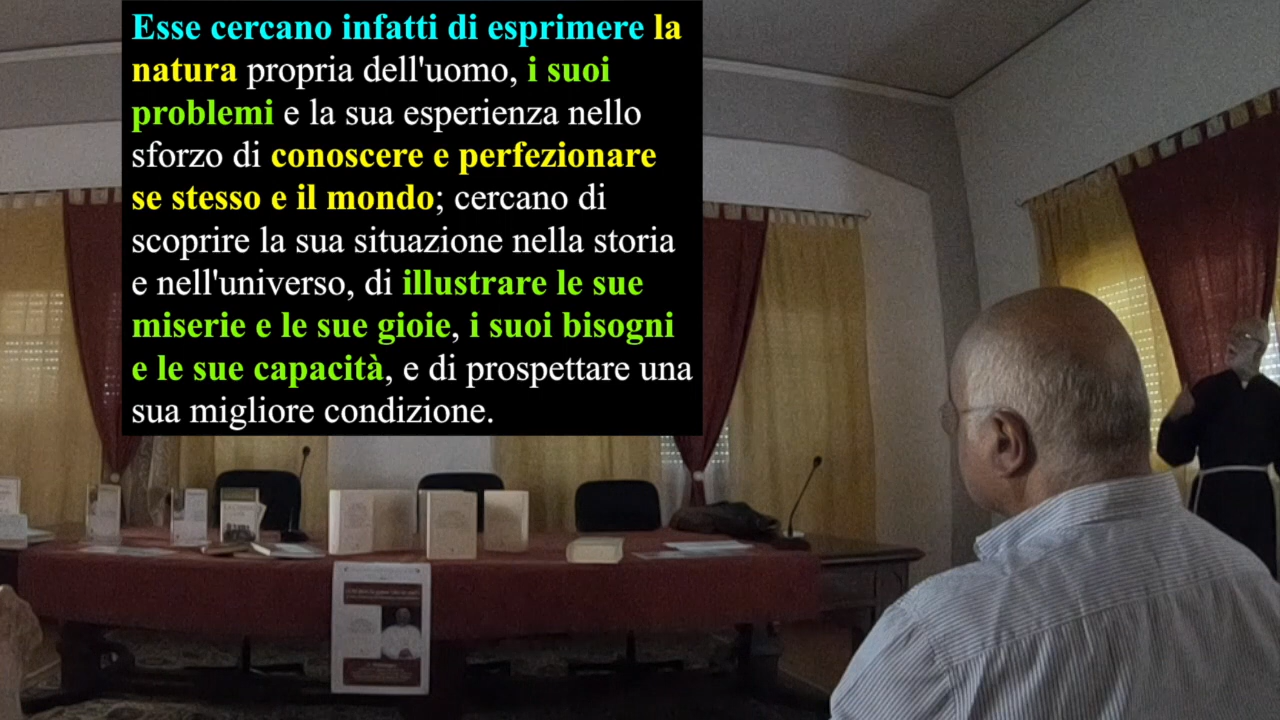 Esse cercano infatti di esprimere la
natura propria dell'uomo, i suoi
problemi e la sua esperienza nello
sforzo di conoscere e perfezionare
se stesso e il mondo; cercano di
scoprire la sua situazione nella storia
e nell'universo, di illustrare le sue
miserie e le sue gioie, i suoi bisogni
e le sue capacità, e di prospettare una
sua migliore condizione.